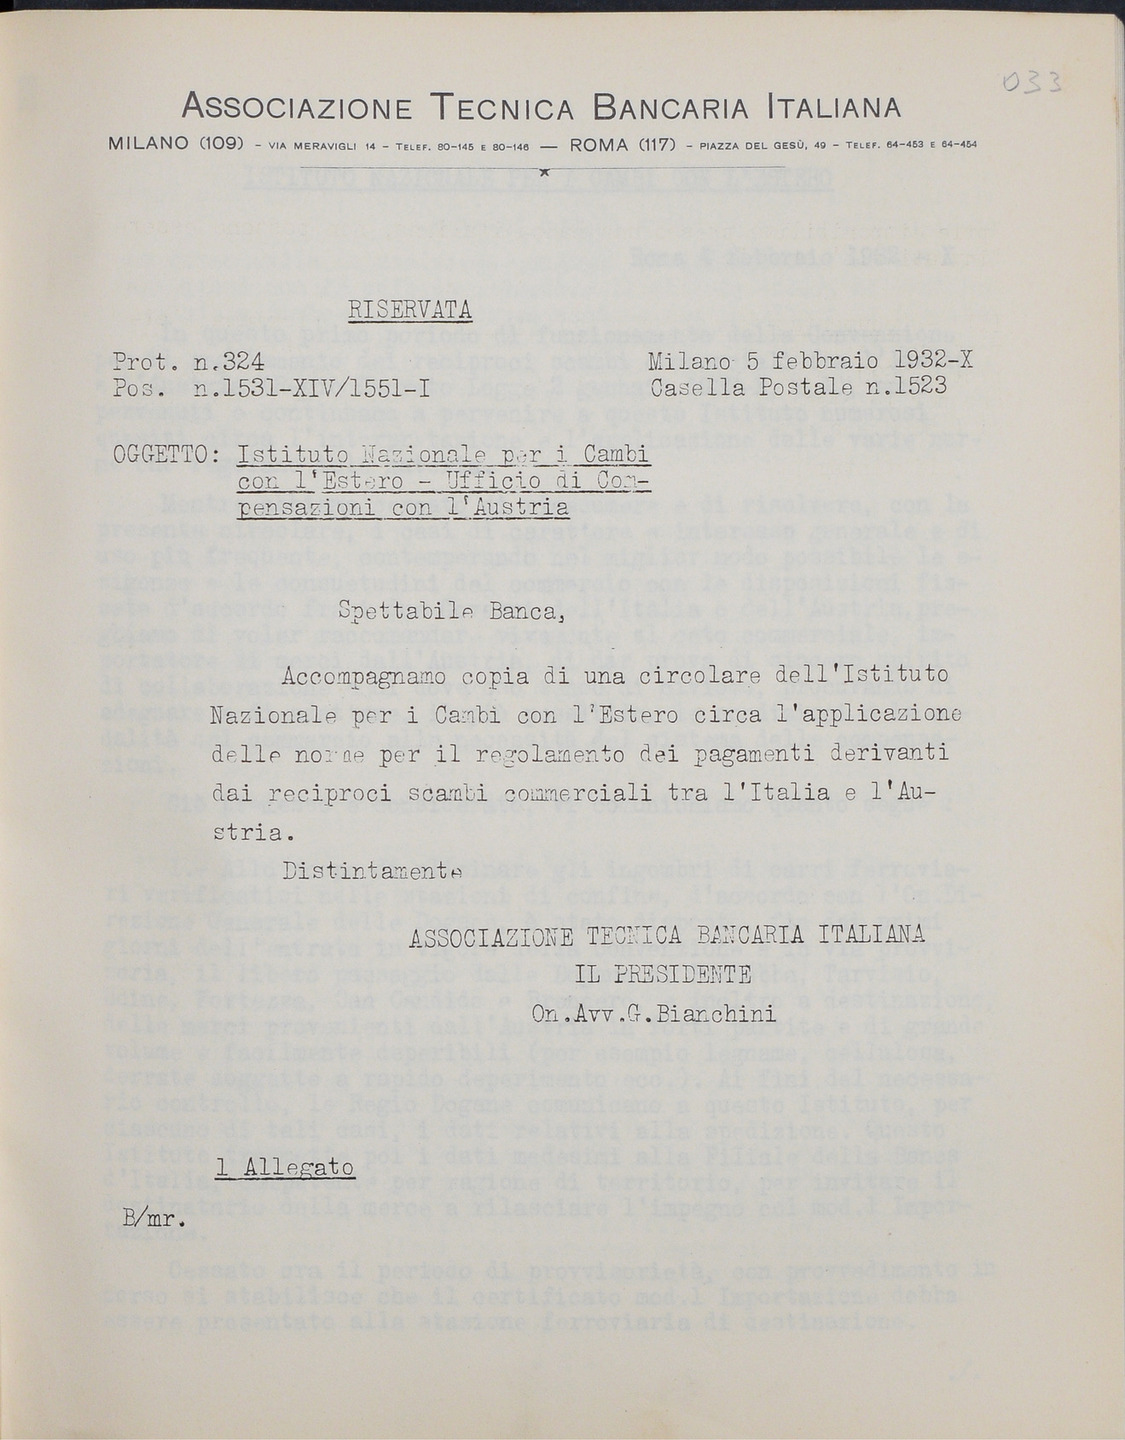 033
ASSOCIAZIONE TECNICA BANCARIA ITALIANA
MILANO (109) - VIA MERAVIGLI 14 - TELEF. 80-145 E 80-146 — ROMA (117) - PIAZZA DEL GESÙ, 49 - TELEF. 64-453 E 64-454
RISERVATA
Prot. n.324
Milano 5 febbraio 1932-X
Pos. n.1531-XIV/1551-I
Casella Postale n.1523
OGGETTO: Istituto Nazionale per i Cambi
con l'Estero - Ufficio di Com-
pensazioni con l'Austria
Spettabile Banca,
Accompagnamo copia di una circolare dell'Istituto
Nazionale per i Cambi con l'Estero circa l'applicazione
delle norme per il regolamento dei pagamenti derivanti
dai reciproci scambi commerciali tra l'Italia e l'Au-
stria.
Distintamente
ASSOCIAZIONE TECNICA BANCARIA ITALIANA
IL PRESIDENTE
On.Avv.G.Bianchini
1 Allegato
B/mr.